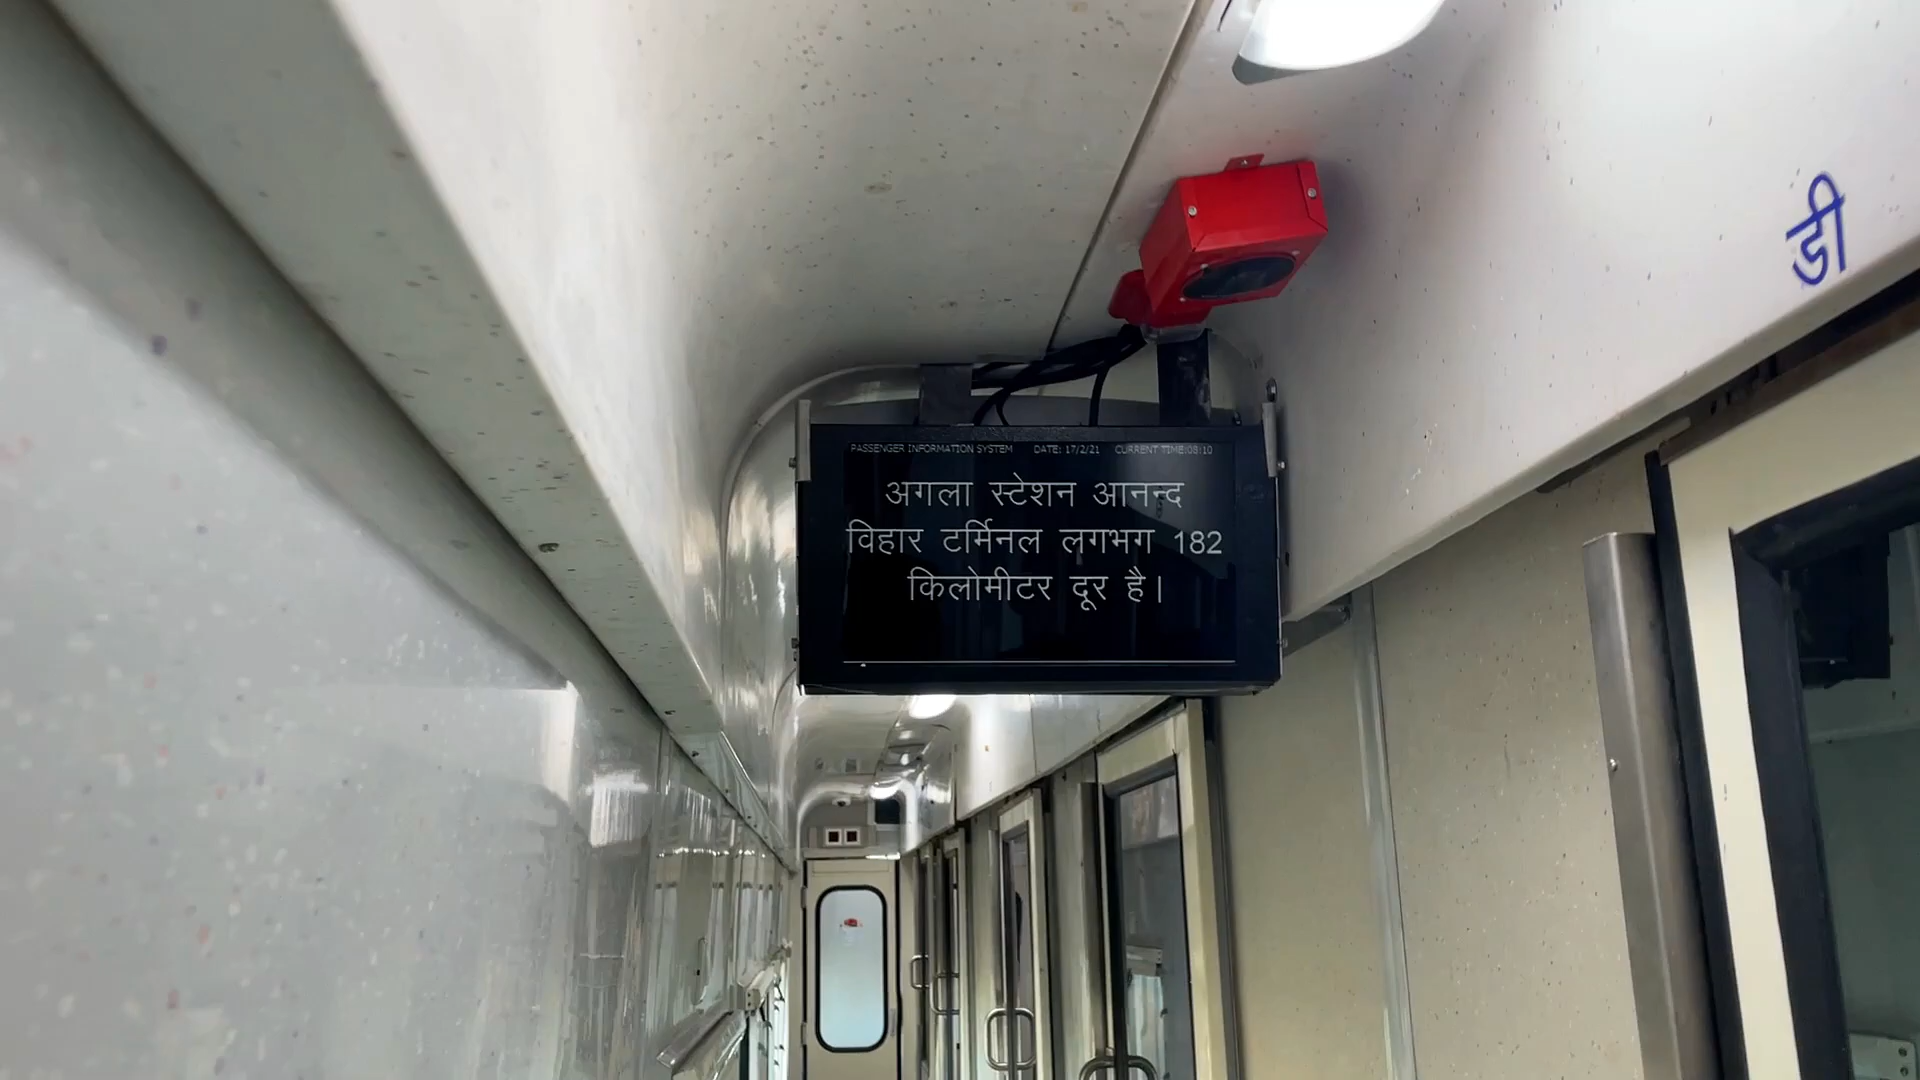 डी
PASSENGER INFORMATION SYSTEM DATE: 17/2/21 CURRENT TIME:08:10
अगला स्टेशन आनन्द
विहार टर्मिनल लगभग 182
किलोमीटर दूर है।